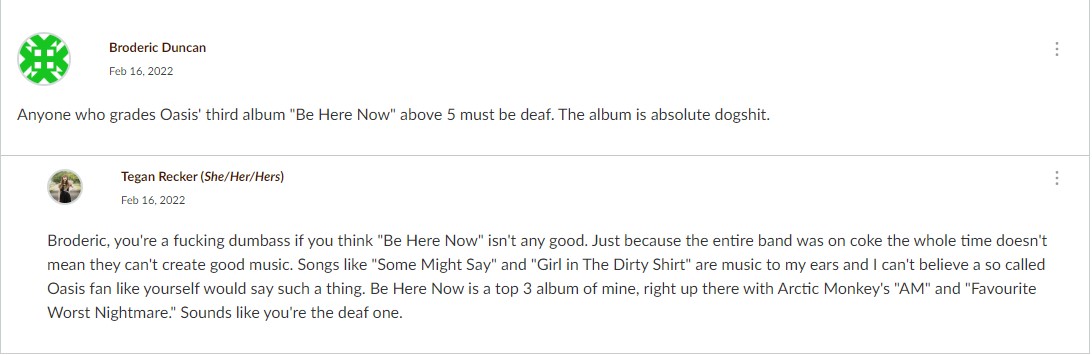 Broderic Duncan
Feb 16, 2022
Anyone who grades Oasis' third album "Be Here Now" above 5 must be deaf. The album is absolute dogshit.
Tegan Recker (She/Her/Hers)
Feb 16, 2022
Broderic, you're a fucking dumbass if you think "Be Here Now" isn't any good. Just because the entire band was on coke the whole time doesn't
mean they can't create good music. Songs like "Some Might Say" and "Girl in The Dirty Shirt" are music to my ears and I can't believe a so called
Oasis fan like yourself would say such a thing. Be Here Now is a top 3 album of mine, right up there with Arctic Monkey's "AM" and "Favourite
Worst Nightmare." Sounds like you're the deaf one.